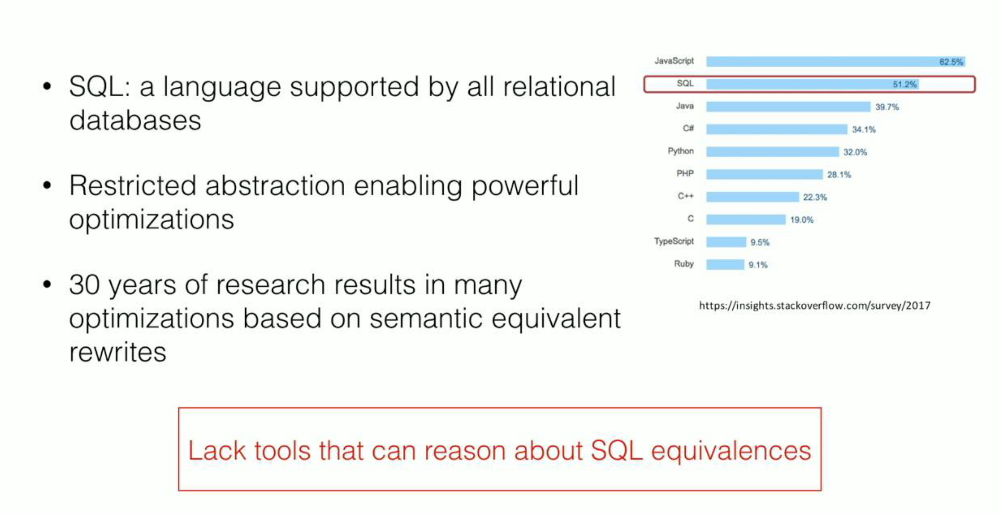 • SQL: a language supported by all relational
databases
• Restricted abstraction enabling powerful
optimizations
• 30 years of research results in many
optimizations based on semantic equivalent
rewrites
JavaScript 62.5%
SQL 51.2%
Java 39.7%
C# 34.1%
Python 32.0%
PHP 28.1%
C++ 22.3%
C 19.0%
TypeScript 9.5%
Ruby 9.1%
https://insights.stackoverflow.com/survey/2017
Lack tools that can reason about SQL equivalences